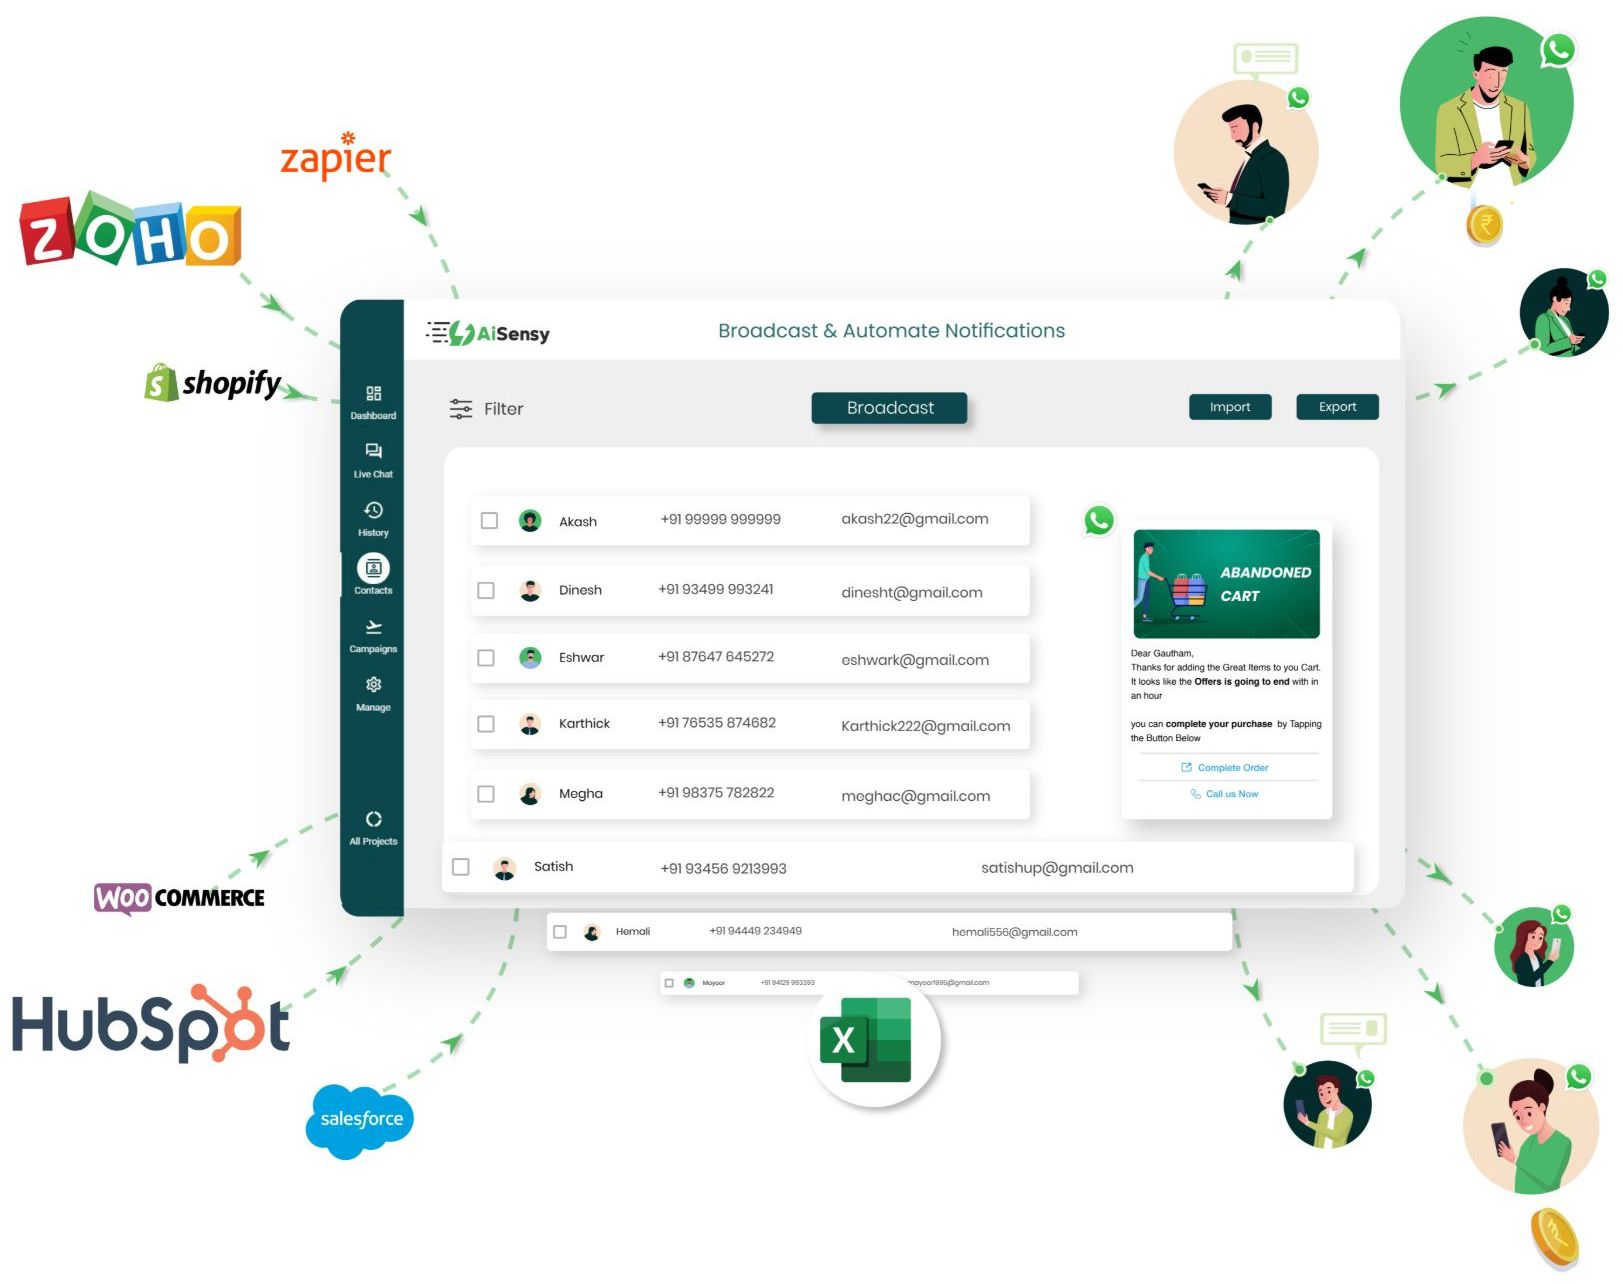 zapier
ZOHO
shopify
AiSensy
Broadcast & Automate Notifications
Filter
Broadcast
Import
Export
Dashboard
Live Chat
History
Contacts
Campaigns
Manage
All Projects
Akash +91 99999 999999 akash22@gmail.com
Dinesh +91 93499 993241 dinesht@gmail.com
Eshwar +91 87647 645272 eshwark@gmail.com
Karthick +91 76535 874682 Karthick222@gmail.com
Megha +91 98375 782822 meghac@gmail.com
Satish +91 93456 9213993 satishup@gmail.com
Hemali +91 94449 234949 hemali556@gmail.com
Mayoor +91 94129 993393 mayoor1995@gmail.com
ABANDONED
CART
Dear Gautham,
Thanks for adding the Great Items to you Cart.
It looks like the Offers is going to end with in
an hour
you can complete your purchase by Tapping
the Button Below
Complete Order
Call us Now
WOO COMMERCE
HubSpot
salesforce
X
₹
₹